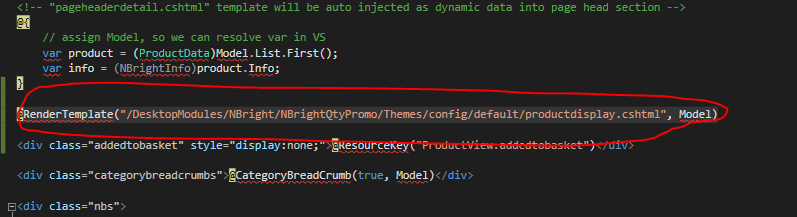 <!-- "pageheaderdetail.cshtml" template will be auto injected as dynamic data into page head section -->
@{
// assign Model, so we can resolve var in VS
var product = (ProductData)Model.List.First();
var info = (NBrightInfo)product.Info;
}
@RenderTemplate("/DesktopModules/NBright/NBrightQtyPromo/Themes/config/default/productdisplay.cshtml", Model)
<div class="addedtobasket" style="display:none;">@ResourceKey("ProductView.addedtobasket")</div>
<div class="categorybreadcrumbs">@CategoryBreadCrumb(true, Model)</div>
<div class="nbs">